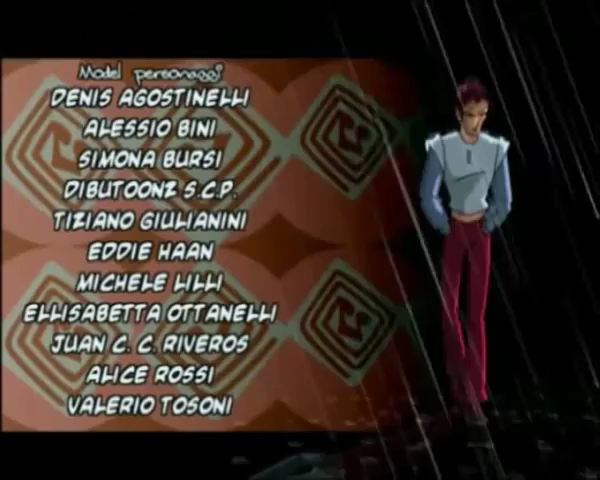 Model personaggi
DENIS AGOSTINELLI
ALESSIO BINI
SIMONA BURSI
DIBUTOONZ S.C.P.
TIZIANO GIULIANINI
EDDIE HAAN
MICHELE LILLI
ELLISABETTA OTTANELLI
JUAN C. C. RIVEROS
ALICE ROSSI
VALERIO TOSONI